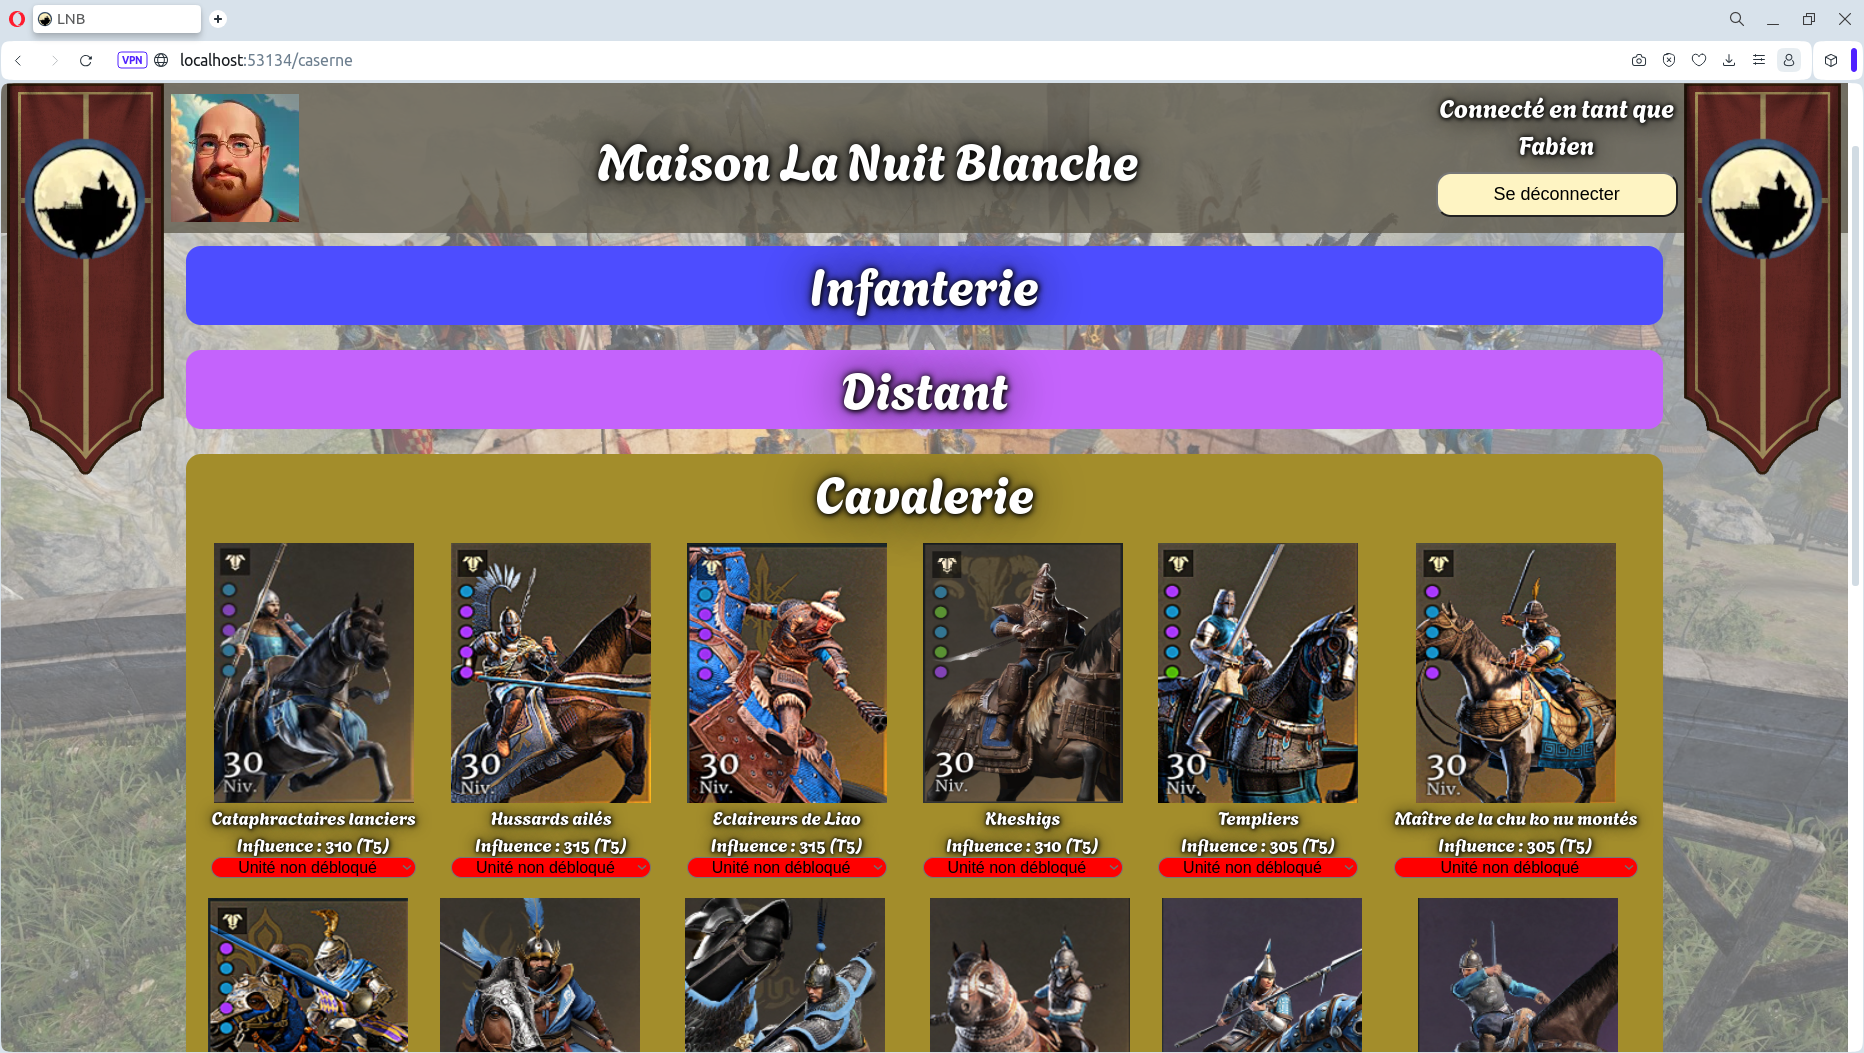 LNB
VPN
localhost:53134/caserne
Connecté en tant que
Fabien
Maison La Nuit Blanche
Se déconnecter
Infanterie
Distant
Cavalerie
30 Niv.
30 Niv.
30 Niv.
30 Niv.
30 Niv.
30 Niv.
Cataphractaires lanciers
Influence : 310 (T5)
Unité non débloqué
Hussards ailés
Influence : 315 (T5)
Unité non débloqué
Eclaireurs de Liao
Influence : 315 (T5)
Unité non débloqué
Kheshigs
Influence : 310 (T5)
Unité non débloqué
Templiers
Influence : 305 (T5)
Unité non débloqué
Maître de la chu ko nu montés
Influence : 305 (T5)
Unité non débloqué